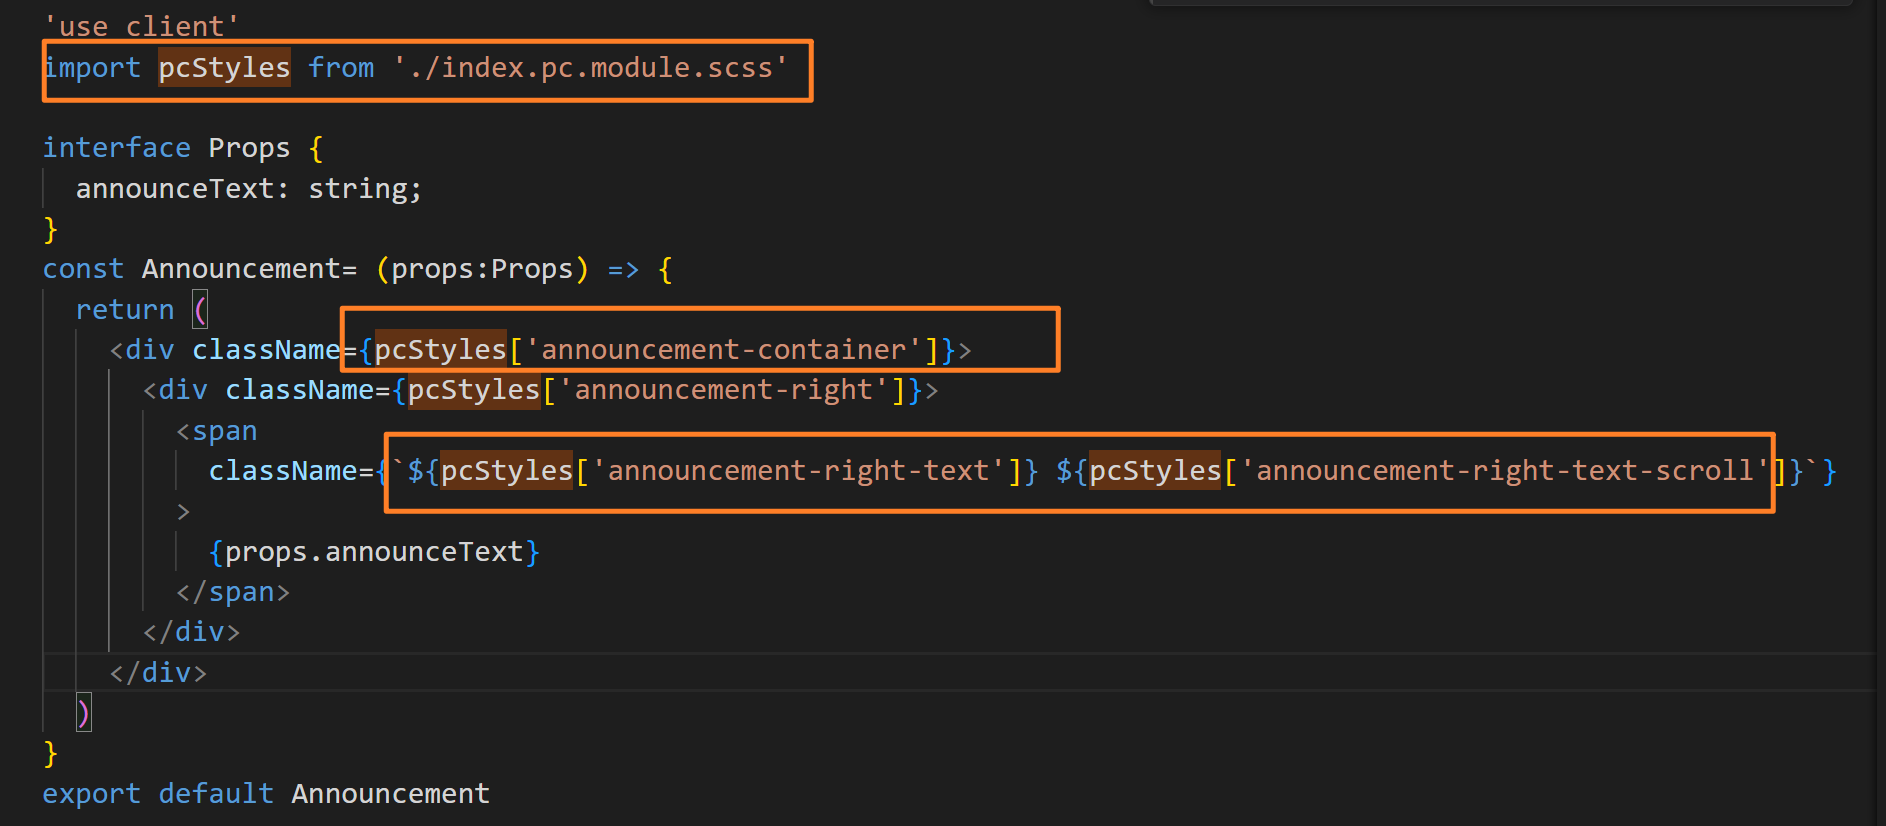 'use client'
import pcStyles from './index.pc.module.scss'
interface Props {
announceText: string;
}
const Announcement= (props:Props) => {
return (
<div className={pcStyles['announcement-container']}>
<div className={pcStyles['announcement-right']}>
<span
className={`${pcStyles['announcement-right-text']} ${pcStyles['announcement-right-text-scroll']}`}
>
{props.announceText}
</span>
</div>
</div>
)
}
export default Announcement